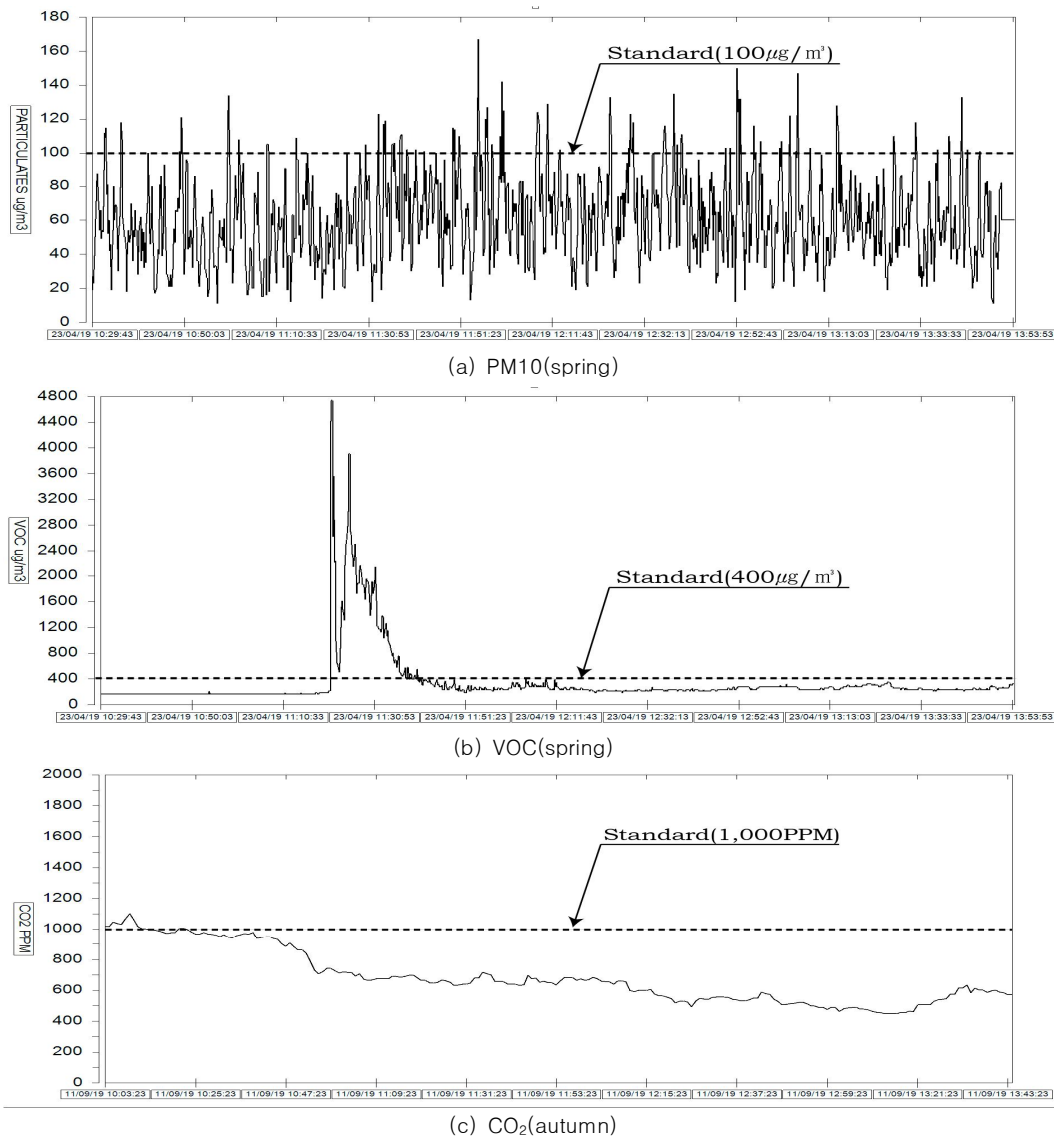 180
160
140
120
100
80
60
40
20
0
PARTICULATES ug/m3
Standard(100㎍/㎥)
23/04/19 10:29:43 23/04/19 10:50:03 23/04/19 11:10:33 23/04/19 11:30:53 23/04/19 11:51:23 23/04/19 12:11:43 23/04/19 12:32:13 23/04/19 12:52:43 23/04/19 13:13:03 23/04/19 13:33:33 23/04/19 13:53:53
(a) PM10(spring)
4800
4400
4000
3600
3200
2800
2400
2000
1600
1200
800
400
0
VOC ug/m3
Standard(400㎍/㎥)
23/04/19 10:29:43 23/04/19 10:50:03 23/04/19 11:10:33 23/04/19 11:30:53 23/04/19 11:51:23 23/04/19 12:11:43 23/04/19 12:32:13 23/04/19 12:52:43 23/04/19 13:13:03 23/04/19 13:33:33 23/04/19 13:53:53
(b) VOC(spring)
2000
1800
1600
1400
1200
1000
800
600
400
200
0
CO2 PPM
Standard(1,000PPM)
11/09/19 10:03:23 11/09/19 10:25:23 11/09/19 10:47:23 11/09/19 11:09:23 11/09/19 11:31:23 11/09/19 11:53:23 11/09/19 12:15:23 11/09/19 12:37:23 11/09/19 12:59:23 11/09/19 13:21:23 11/09/19 13:43:23
(c) CO₂(autumn)